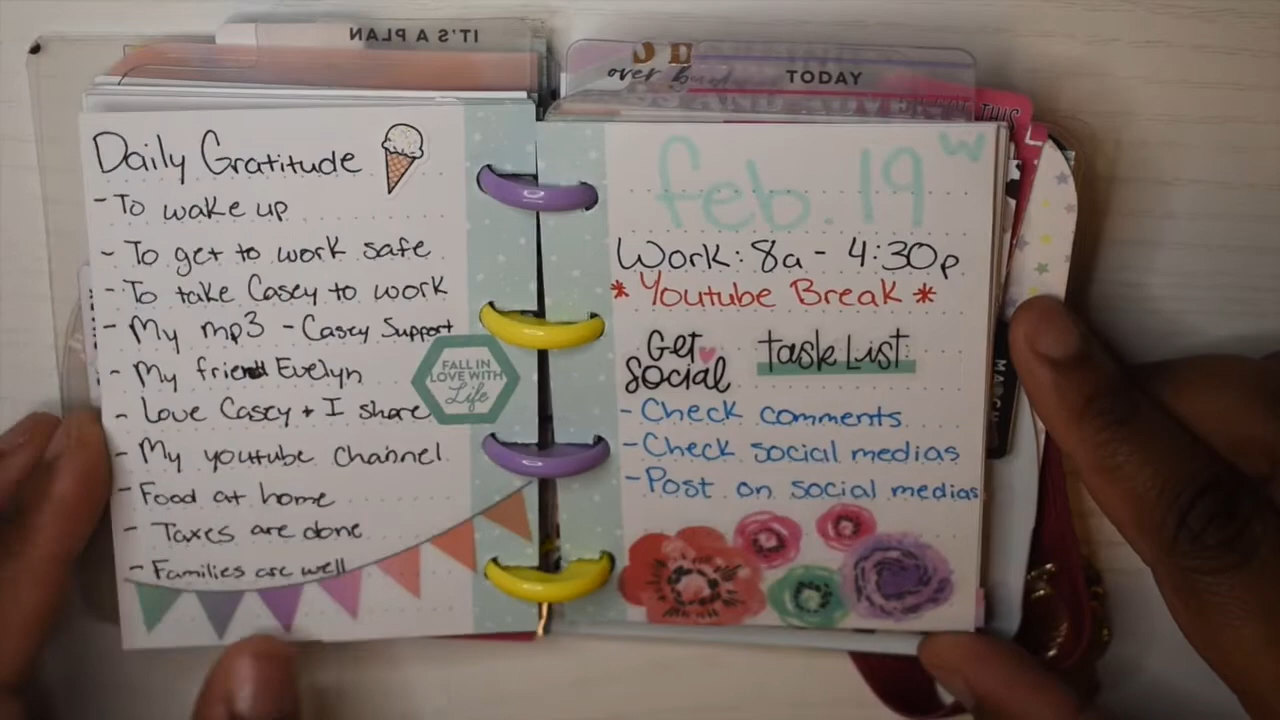 IT'S A PLAN
Daily Gratitude
- To wake up
- To get to work safe
- To take Casey to work
- My mp3 - Casey Support
- My friend Evelyn
- Love Casey + I share
- My youtube channel
- Food at home
- Taxes are done
- Families are well
FALL IN
LOVE WITH
Life
over
TODAY
THIS
feb. 19 W
Work: 8a - 4:30p
* Youtube Break *
Get Social
task List
- Check comments
- Check social medias
- Post on social medias
MARCH